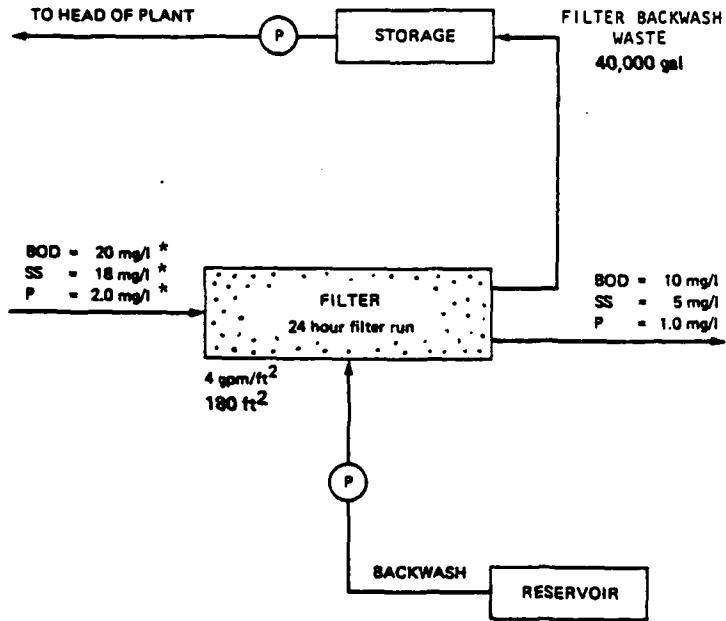 TO HEAD OF PLANT
P
STORAGE
FILTER BACKWASH
WASTE
40,000 gal
BOD = 20 mg/l *
SS = 18 mg/l *
P = 2.0 mg/l *
FILTER
24 hour filter run
BOD = 10 mg/l
SS = 5 mg/l
P = 1.0 mg/l
4 gpm/ft²
180 ft²
P
BACKWASH
RESERVOIR